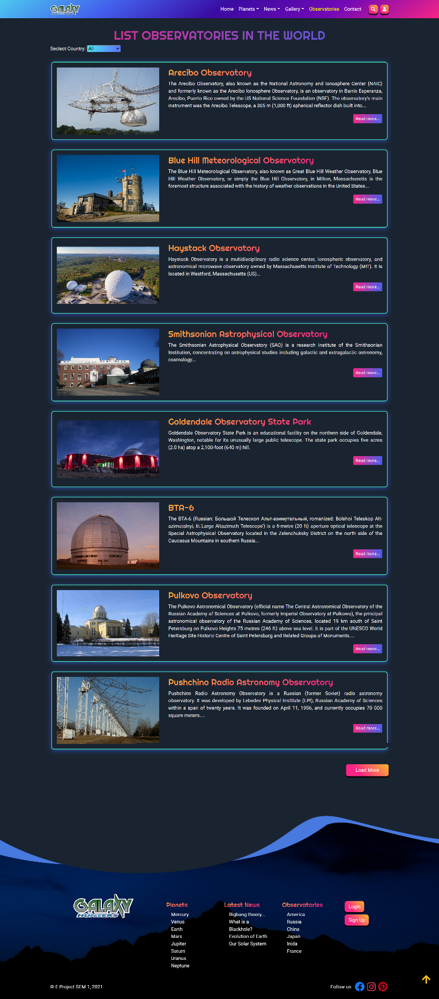 GALAXY
HUNTERS
Home Planets News Gallery Observatories Contact
LIST OBSERVATORIES IN THE WORLD
Seclect Country: All
Arecibo Observatory
The Arecibo Observatory, also known as the National Astronomy and Ionosphere Center (NAIC)
and formerly known as the Arecibo Ionosphere Observatory, is an observatory in Barrio Esperanza,
Arecibo, Puerto Rico owned by the US National Science Foundation (NSF). The observatory's main
instrument was the Arecibo Telescope, a 305 m (1,000 ft) spherical reflector dish built into...
Read more...
Blue Hill Meteorological Observatory
The Blue Hill Meteorological Observatory, also known as Great Blue Hill Weather Observatory, Blue
Hill Weather Observatory, or simply the Blue Hill Observatory, in Milton, Massachusetts is the
foremost structure associated with the history of weather observations in the United States...
Read more...
Haystack Observatory
Haystack Observatory is a multidisciplinary radio science center, ionospheric observatory, and
astronomical microwave observatory owned by Massachusetts Institute of Technology (MIT). It is
located in Westford, Massachusetts (US)...
Read more...
Smithsonian Astrophysical Observatory
The Smithsonian Astrophysical Observatory (SAO) is a research institute of the Smithsonian
Institution, concentrating on astrophysical studies including galactic and extragalactic astronomy,
cosmology...
Read more...
Goldendale Observatory State Park
Goldendale Observatory State Park is an educational facility on the northern side of Goldendale,
Washington, notable for its unusually large public telescope. The state park occupies five acres
(2.0 ha) atop a 2,100-foot (640 m) hill.
Read more...
BTA-6
The BTA-6 (Russian: Большой Телескоп Альт-азимутальный, romanized: Bolshoi Teleskop Alt-
azimutalnyi, lit.'Large Altazimuth Telescope') is a 6-metre (20 ft) aperture optical telescope at the
Special Astrophysical Observatory located in the Zelenchuksky District on the north side of the
Caucasus Mountains in southern Russia...
Read more...
Pulkovo Observatory
The Pulkovo Astronomical Observatory (official name The Central Astronomical Observatory of the
Russian Academy of Sciences at Pulkovo, formerly Imperial Observatory at Pulkowo), the principal
astronomical observatory of the Russian Academy of Sciences, located 19 km south of Saint
Petersburg on Pulkovo Heights 75 metres (246 ft) above sea level. It is part of the UNESCO World
Heritage Site Historic Centre of Saint Petersburg and Related Groups of Monuments....
Read more...
Pushchino Radio Astronomy Observatory
Pushchino Radio Astronomy Observatory is a Russian (former Soviet) radio astronomy
observatory. It was developed by Lebedev Physical Institute (LPI), Russian Academy of Sciences
within a span of twenty years. It was founded on April 11, 1956, and currently occupies 70 000
square meters....
Read more...
Load More
GALAXY
HUNTERS
Planets
Mercury
Venus
Earth
Mars
Jupiter
Saturn
Uranus
Neptune
Latest News
Bigbang theory...
What is a
Blackhole?
Evolution of Earth
Our Solar System
Observatories
America
Russia
China
Japan
Inida
France
Login
Sign Up
© E Project SEM 1, 2021
Follow us